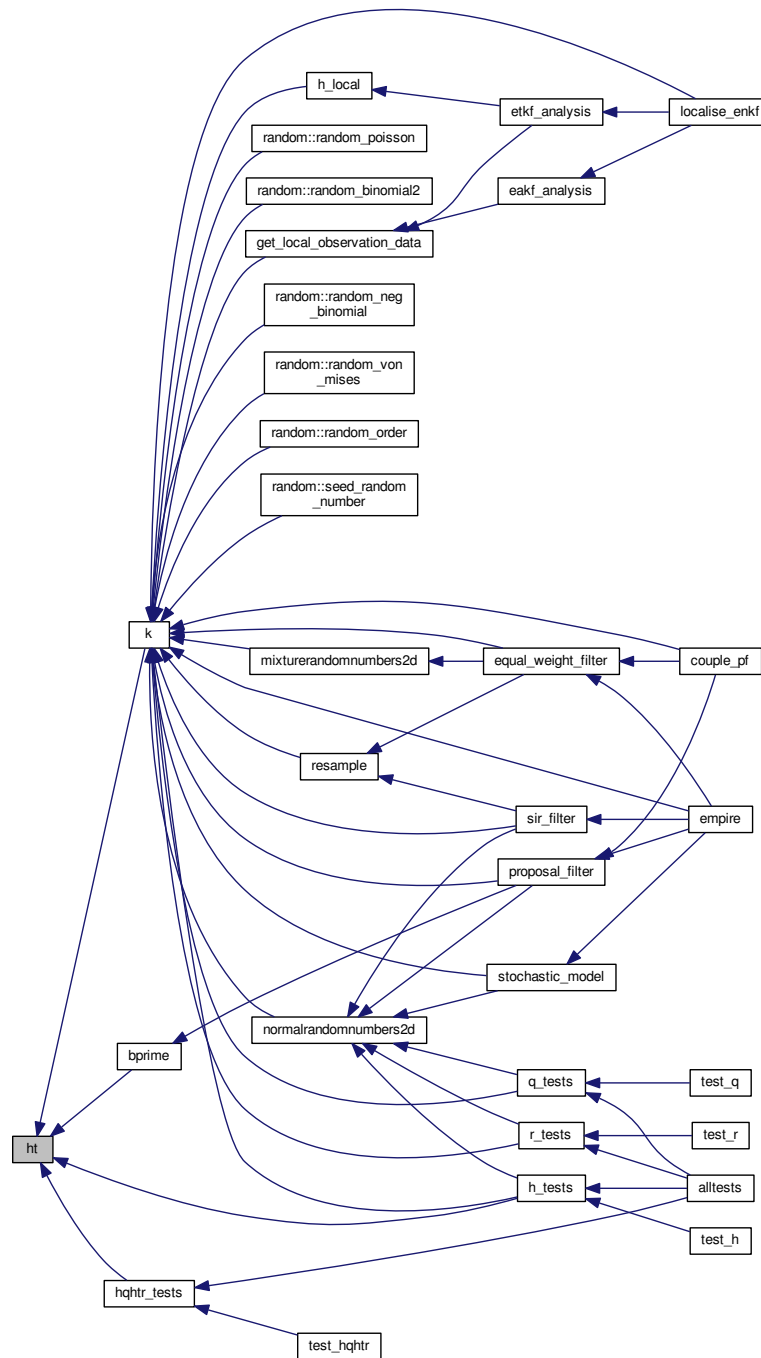 h_local
etkf_analysis
localise_enkf
random::random_poisson
random::random_binomial2
eakf_analysis
get_local_observation_data
random::random_neg
_binomial
random::random_von
_mises
random::random_order
random::seed_random
_number
k
mixturerandomnumbers2d
equal_weight_filter
couple_pf
resample
sir_filter
empire
proposal_filter
stochastic_model
normalrandomnumbers2d
bprime
q_tests
test_q
r_tests
test_r
ht
h_tests
alltests
test_h
hqhtr_tests
test_hqhtr